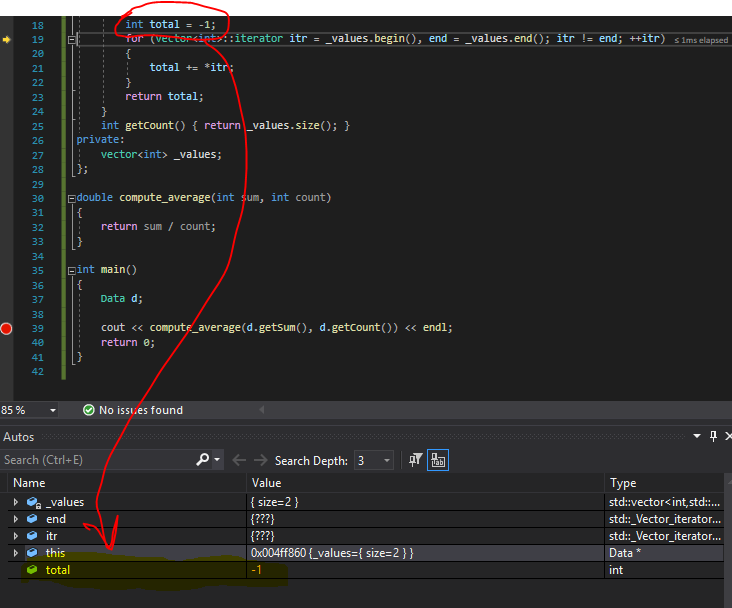 18 int total = -1;
19 for (vector<int>::iterator itr = _values.begin(), end = _values.end(); itr != end; ++itr) ≤ 1ms elapsed
20 {
21 total += *itr;
22 }
23 return total;
24 }
25 int getCount() { return _values.size(); }
26 private:
27 vector<int> _values;
28 };
29
30 double compute_average(int sum, int count)
31 {
32 return sum / count;
33 }
34
35 int main()
36 {
37 Data d;
38
39 cout << compute_average(d.getSum(), d.getCount()) << endl;
40 return 0;
41 }
42
85 % No issues found
Autos
Search (Ctrl+E) Search Depth: 3
Name Value Type
_values { size=2 } std::vector<int,std::...
end {???} std::_Vector_iterator...
itr {???} std::_Vector_iterator...
this 0x004ff860 {_values={ size=2 } } Data *
total -1 int